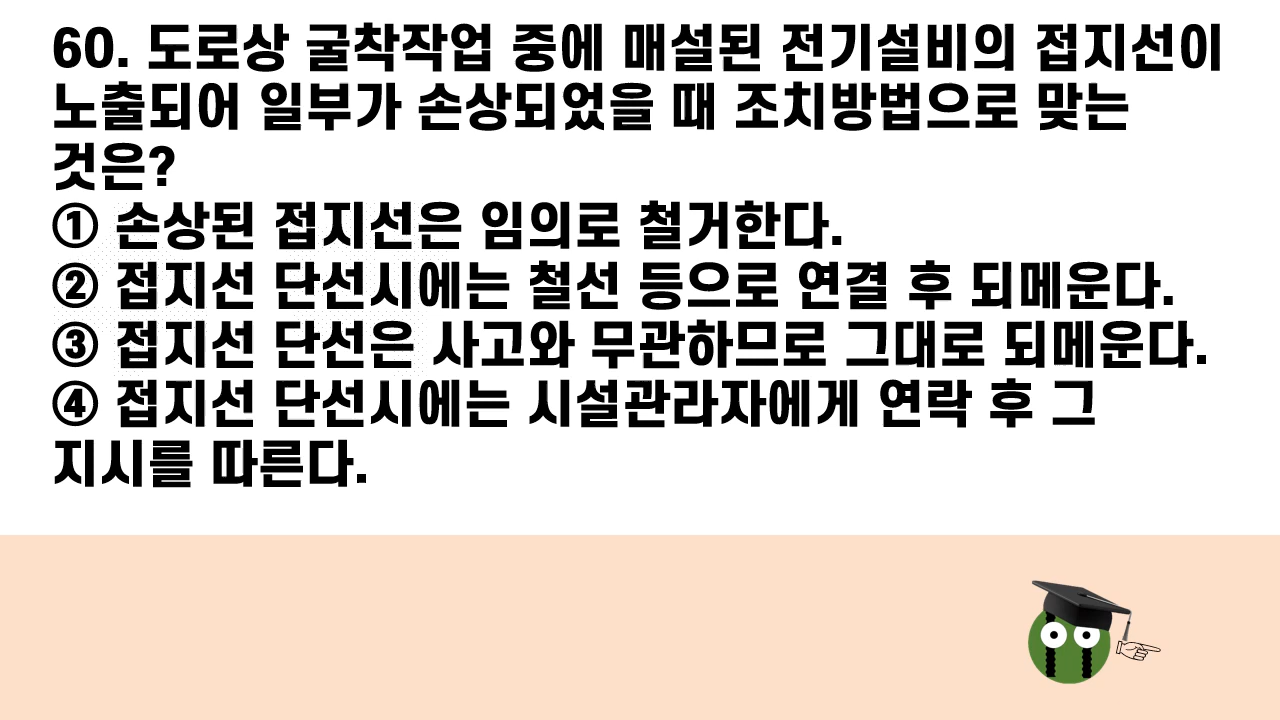 60. 도로상 굴착작업 중에 매설된 전기설비의 접지선이
노출되어 일부가 손상되었을 때 조치방법으로 맞는
것은?
① 손상된 접지선은 임의로 철거한다.
② 접지선 단선시에는 철선 등으로 연결 후 되메운다.
③ 접지선 단선은 사고와 무관하므로 그대로 되메운다.
④ 접지선 단선시에는 시설관라자에게 연락 후 그
지시를 따른다.